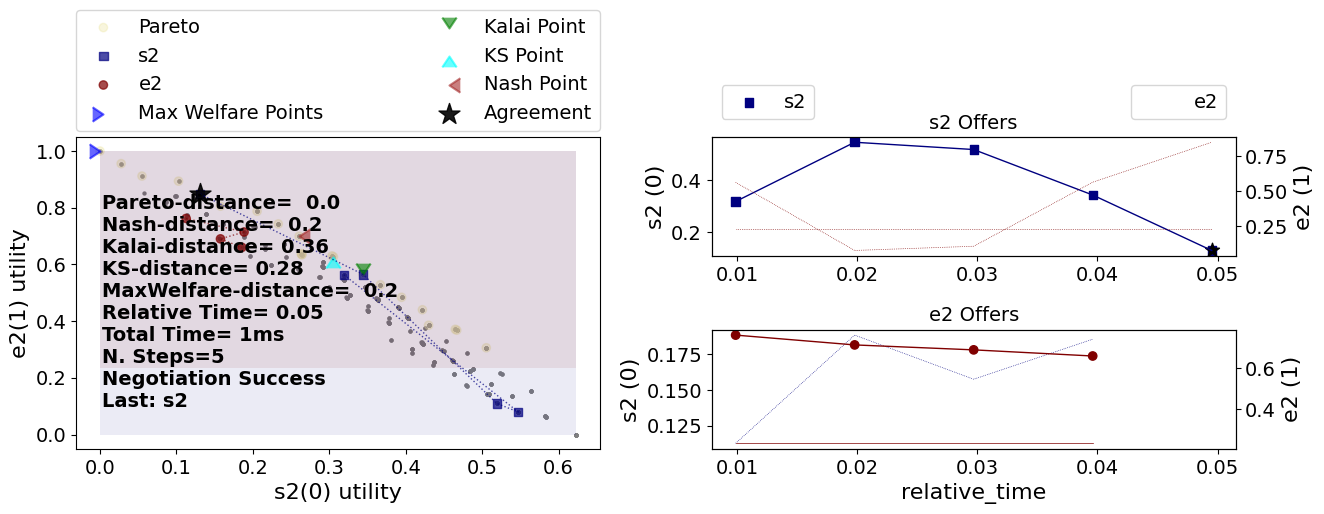 Pareto
s2
e2
Max Welfare Points
Kalai Point
KS Point
Nash Point
Agreement
1.0
0.8
0.6
0.4
0.2
0.0
e2(1) utility
Pareto-distance= 0.0
Nash-distance= 0.2
Kalai-distance= 0.36
KS-distance= 0.28
MaxWelfare-distance= 0.2
Relative Time= 0.05
Total Time= 1ms
N. Steps=5
Negotiation Success
Last: s2
0.0 0.1 0.2 0.3 0.4 0.5 0.6
s2(0) utility
s2
e2
s2 Offers
s2 (0)
0.4
0.2
0.75
0.50
0.25
e2 (1)
0.01 0.02 0.03 0.04 0.05
e2 Offers
s2 (0)
0.175
0.150
0.125
0.6
0.4
e2 (1)
0.01 0.02 0.03 0.04 0.05
relative_time